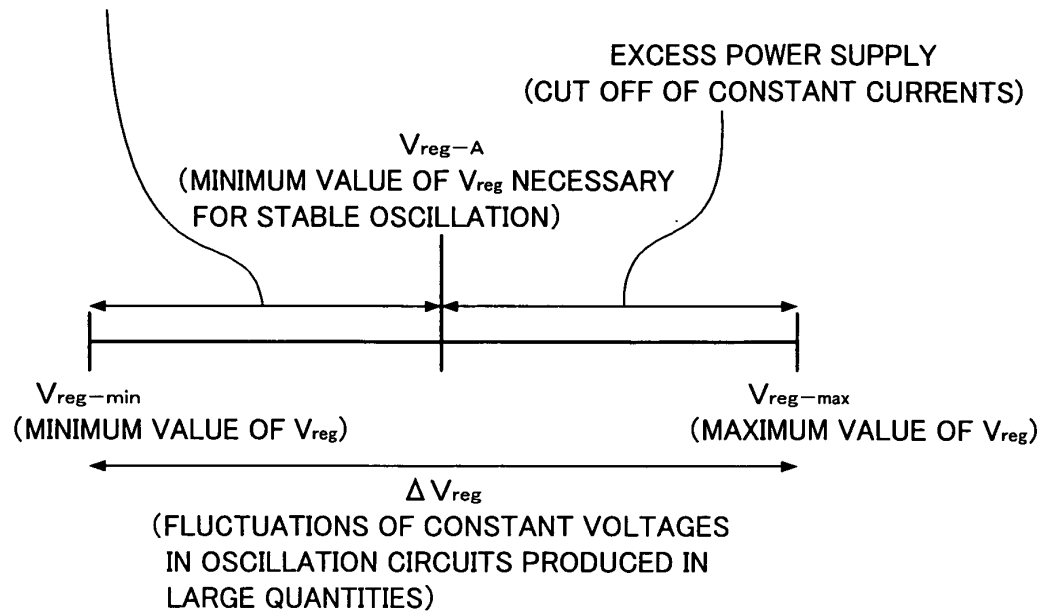 EXCESS POWER SUPPLY
(CUT OFF OF CONSTANT CURRENTS)
Vreg-A
(MINIMUM VALUE OF Vreg NECESSARY
FOR STABLE OSCILLATION)
Vreg-min
(MINIMUM VALUE OF Vreg)
Vreg-max
(MAXIMUM VALUE OF Vreg)
ΔVreg
(FLUCTUATIONS OF CONSTANT VOLTAGES
IN OSCILLATION CIRCUITS PRODUCED IN
LARGE QUANTITIES)